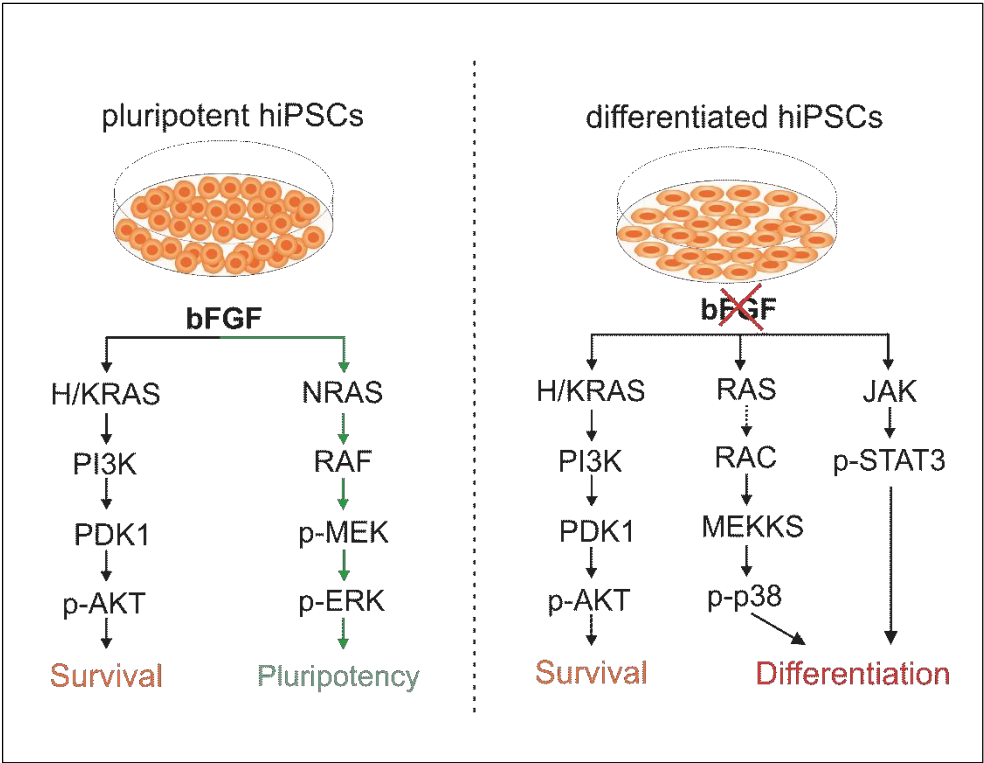 pluripotent hiPSCs
bFGF
H/KRAS
PI3K
PDK1
p-AKT
Survival
NRAS
RAF
p-MEK
p-ERK
Pluripotency
differentiated hiPSCs
bFGF
H/KRAS
PI3K
PDK1
p-AKT
Survival
RAS
RAC
MEKKS
p-p38
JAK
p-STAT3
Differentiation